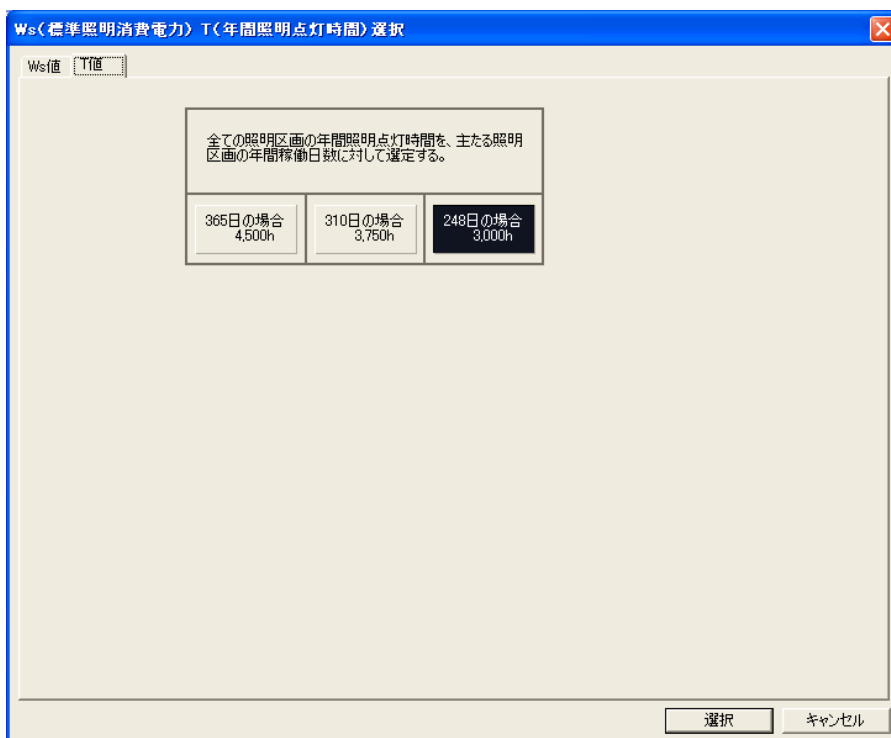 Ws(標準照明消費電力) T(年間照明点灯時間)選択
Ws値 T値
全ての照明区画の年間照明点灯時間を、主たる照明
区画の年間稼働日数に対して選定する。
365日の場合 310日の場合 248日の場合
4,500h 3,750h 3,000h
選択 キャンセル